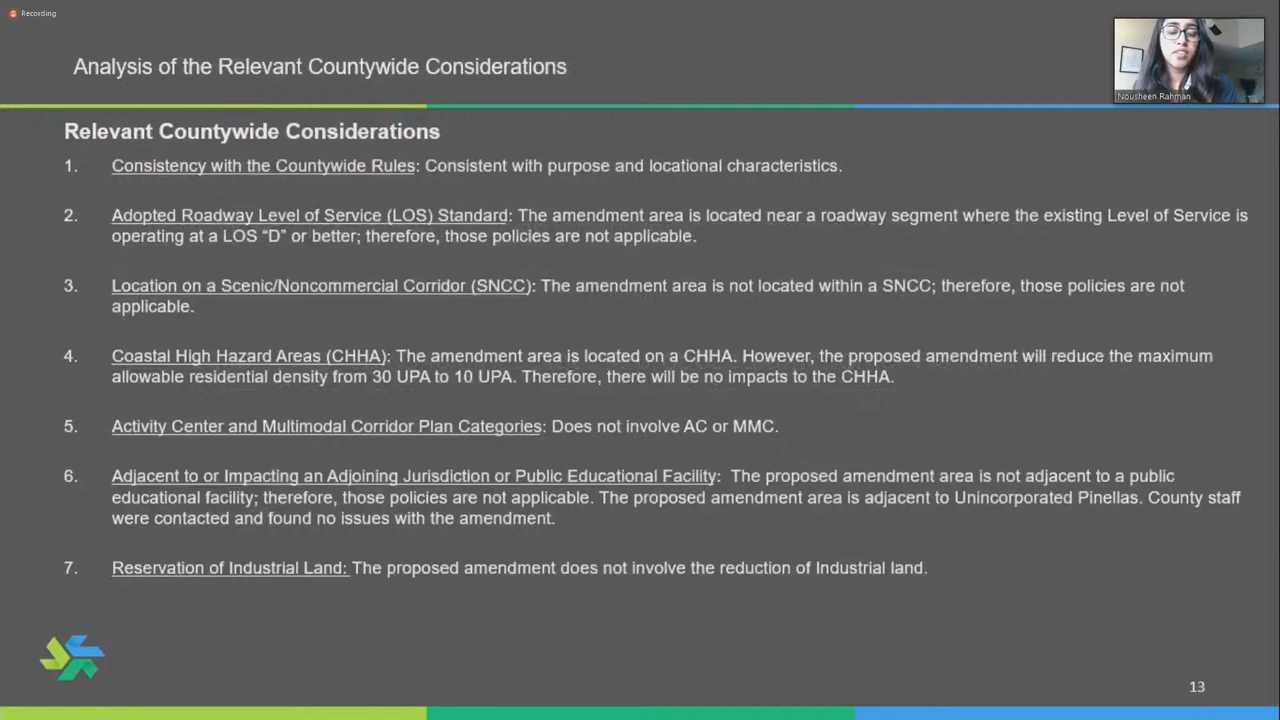 Recording
Analysis of the Relevant Countywide Considerations
Nousheen Rahman
Relevant Countywide Considerations
1. Consistency with the Countywide Rules: Consistent with purpose and locational characteristics.
2. Adopted Roadway Level of Service (LOS) Standard: The amendment area is located near a roadway segment where the existing Level of Service is
operating at a LOS “D” or better; therefore, those policies are not applicable.
3. Location on a Scenic/Noncommercial Corridor (SNCC): The amendment area is not located within a SNCC; therefore, those policies are not
applicable.
4. Coastal High Hazard Areas (CHHA): The amendment area is located on a CHHA. However, the proposed amendment will reduce the maximum
allowable residential density from 30 UPA to 10 UPA. Therefore, there will be no impacts to the CHHA.
5. Activity Center and Multimodal Corridor Plan Categories: Does not involve AC or MMC.
6. Adjacent to or Impacting an Adjoining Jurisdiction or Public Educational Facility: The proposed amendment area is not adjacent to a public
educational facility; therefore, those policies are not applicable. The proposed amendment area is adjacent to Unincorporated Pinellas. County staff
were contacted and found no issues with the amendment.
7. Reservation of Industrial Land: The proposed amendment does not involve the reduction of Industrial land.
13